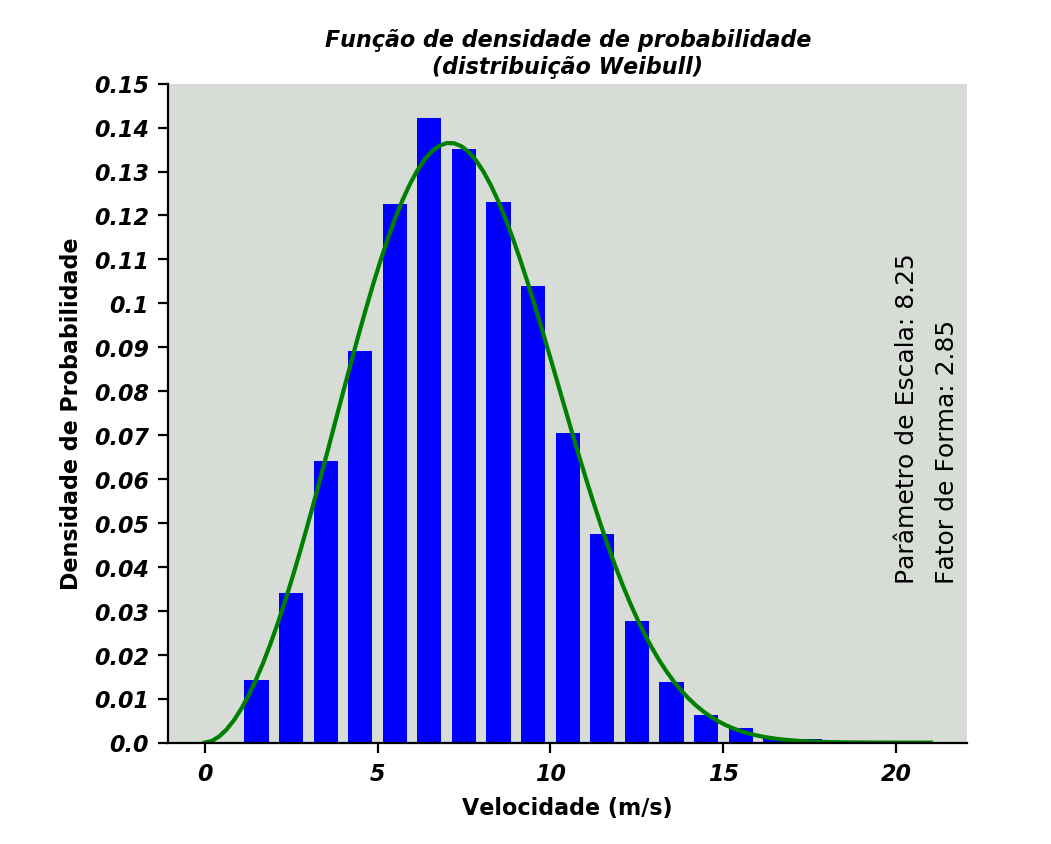 Função de densidade de probabilidade
(distribuição Weibull)
0.15
0.14
0.13
0.12
0.11
0.1
0.09
0.08
0.07
0.06
0.05
0.04
0.03
0.02
0.01
0.0
Densidade de Probabilidade
Parâmetro de Escala: 8.25
Fator de Forma: 2.85
0 5 10 15 20
Velocidade (m/s)